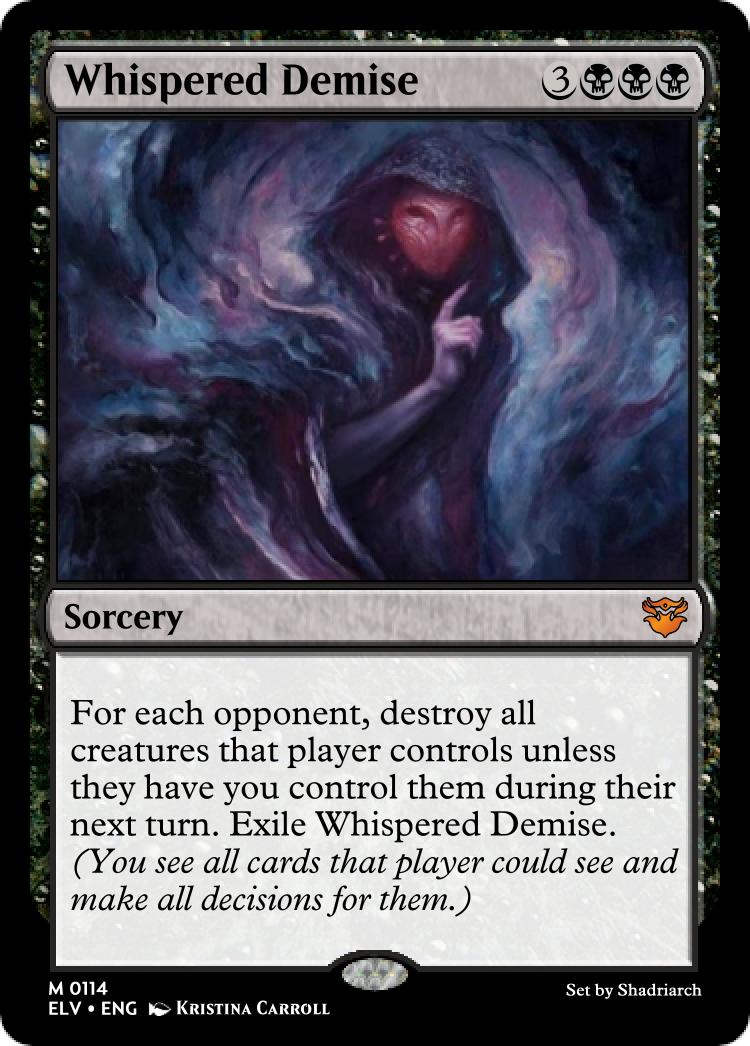 Whispered Demise 3
Sorcery
For each opponent, destroy all
creatures that player controls unless
they have you control them during their
next turn. Exile Whispered Demise.
(You see all cards that player could see and
make all decisions for them.)
M 0114
ELV • ENG KRISTINA CARROLL
Set by Shadriarch